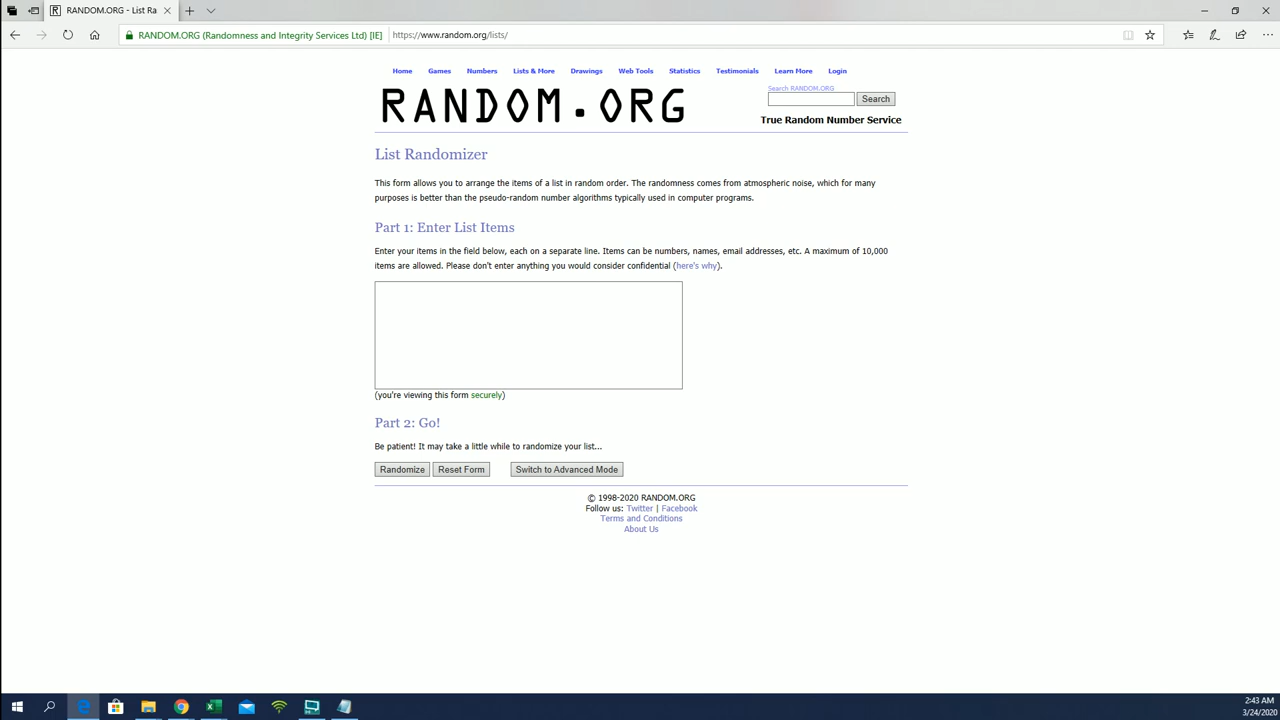 RANDOM.ORG - List Ra
RANDOM.ORG (Randomness and Integrity Services Ltd) [IE]
https://www.random.org/lists/
Home Games Numbers Lists & More Drawings Web Tools Statistics Testimonials Learn More Login
RANDOM.ORG
Search RANDOM.ORG
Search
True Random Number Service
List Randomizer
This form allows you to arrange the items of a list in random order. The randomness comes from atmospheric noise, which for many
purposes is better than the pseudo-random number algorithms typically used in computer programs.
Part 1: Enter List Items
Enter your items in the field below, each on a separate line. Items can be numbers, names, email addresses, etc. A maximum of 10,000
items are allowed. Please don't enter anything you would consider confidential (here's why).
(you're viewing this form securely)
Part 2: Go!
Be patient! It may take a little while to randomize your list...
Randomize Reset Form Switch to Advanced Mode
© 1998-2020 RANDOM.ORG
Follow us: Twitter | Facebook
Terms and Conditions
About Us
2:43 AM
3/24/2020